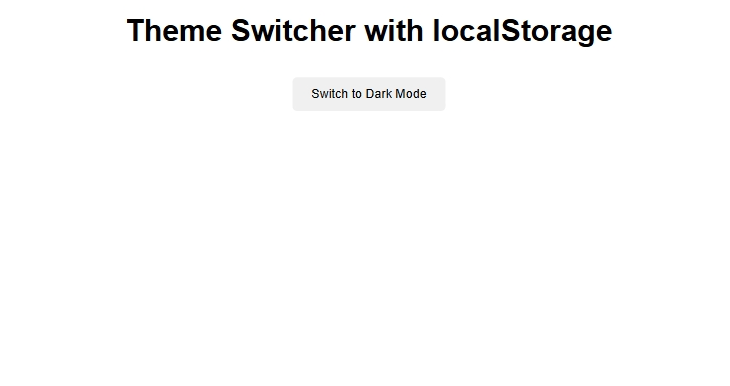 Theme Switcher with localStorage
Switch to Dark Mode